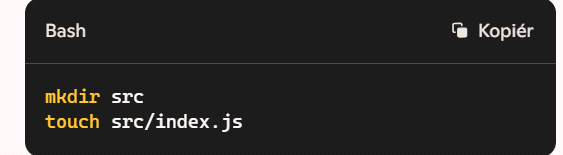 Bash
Kopiér
mkdir src
touch src/index.js